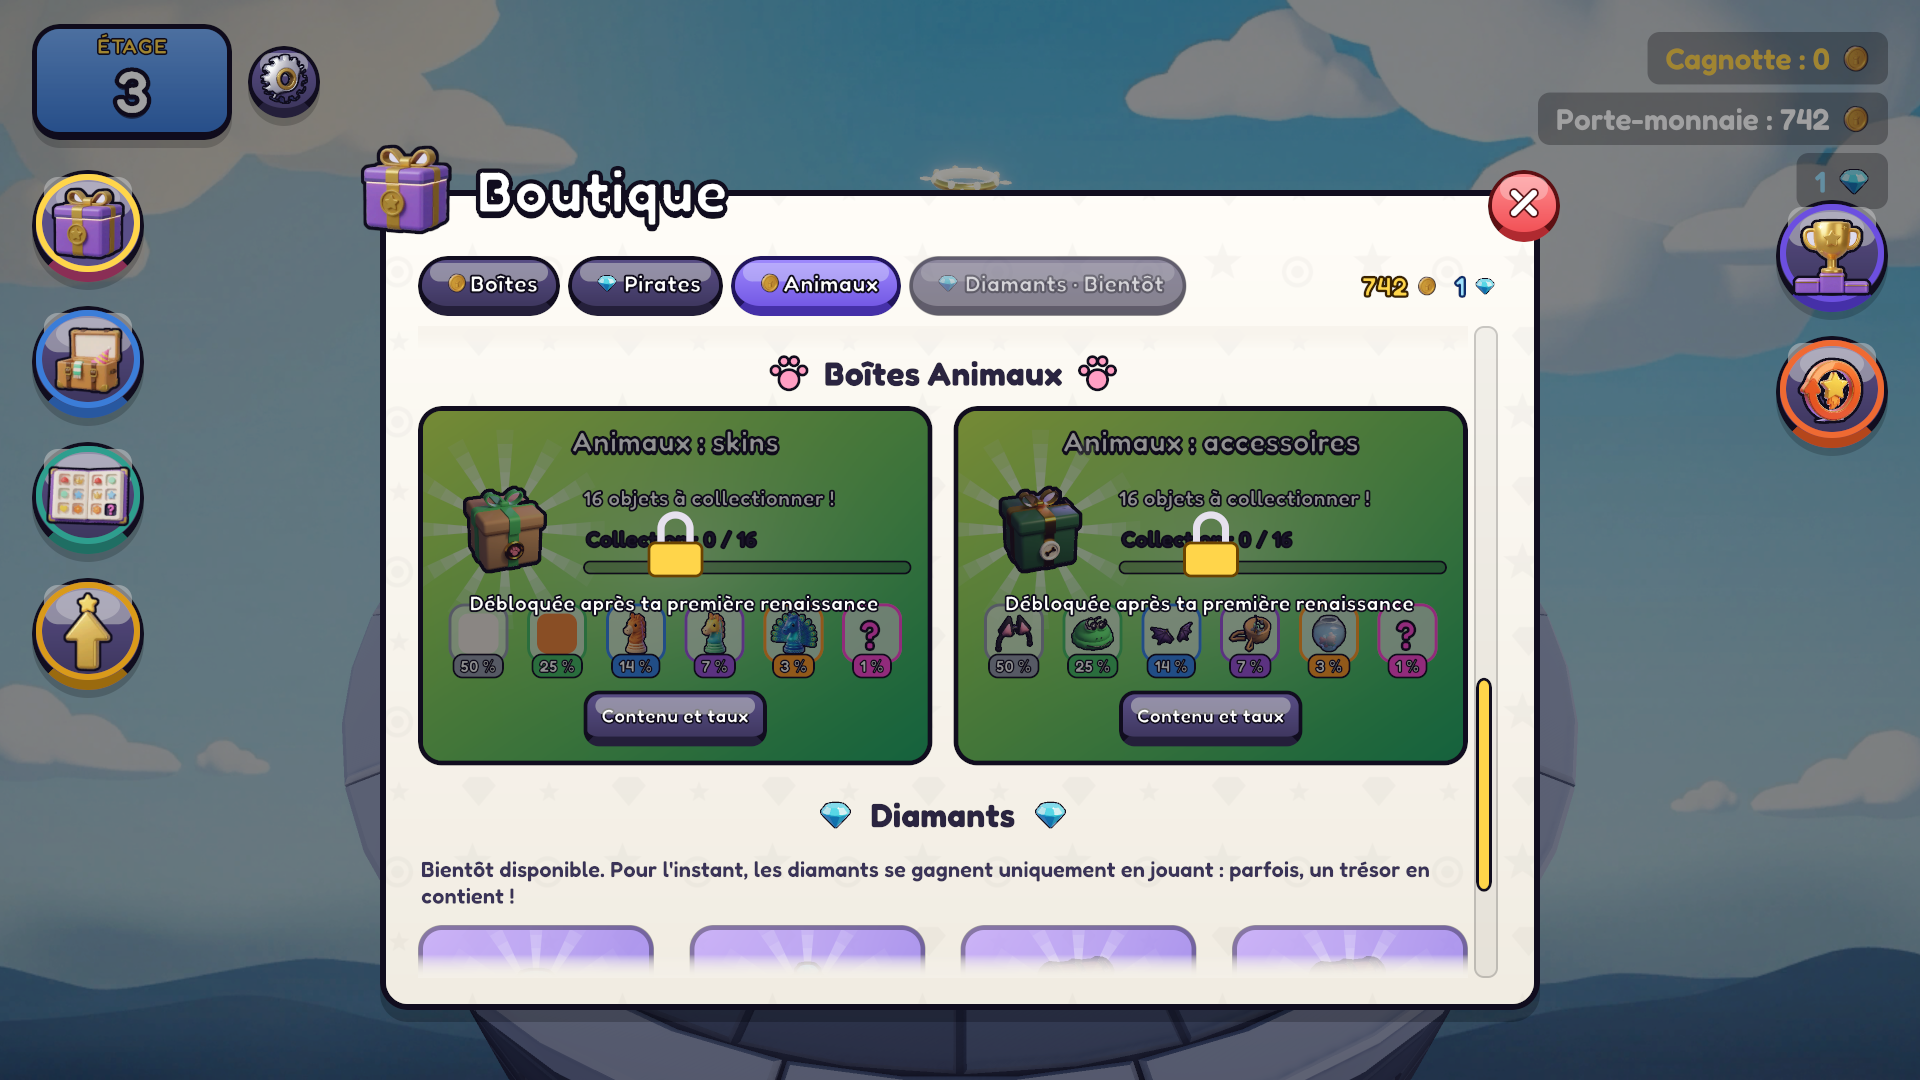 ÉTAGE
3
Cagnotte : 0
Porte-monnaie : 742
1
Boutique
Boîtes
Pirates
Animaux
Diamants · Bientôt
742
1
Boîtes Animaux
Animaux : skins
16 objets à collectionner !
0 / 16
Débloquée après ta première renaissance
50 %
25 %
14 %
7 %
3 %
?
1 %
Contenu et taux
Animaux : accessoires
16 objets à collectionner !
0 / 16
Débloquée après ta première renaissance
50 %
25 %
14 %
7 %
3 %
?
1 %
Contenu et taux
Diamants
Bientôt disponible. Pour l'instant, les diamants se gagnent uniquement en jouant : parfois, un trésor en
contient !